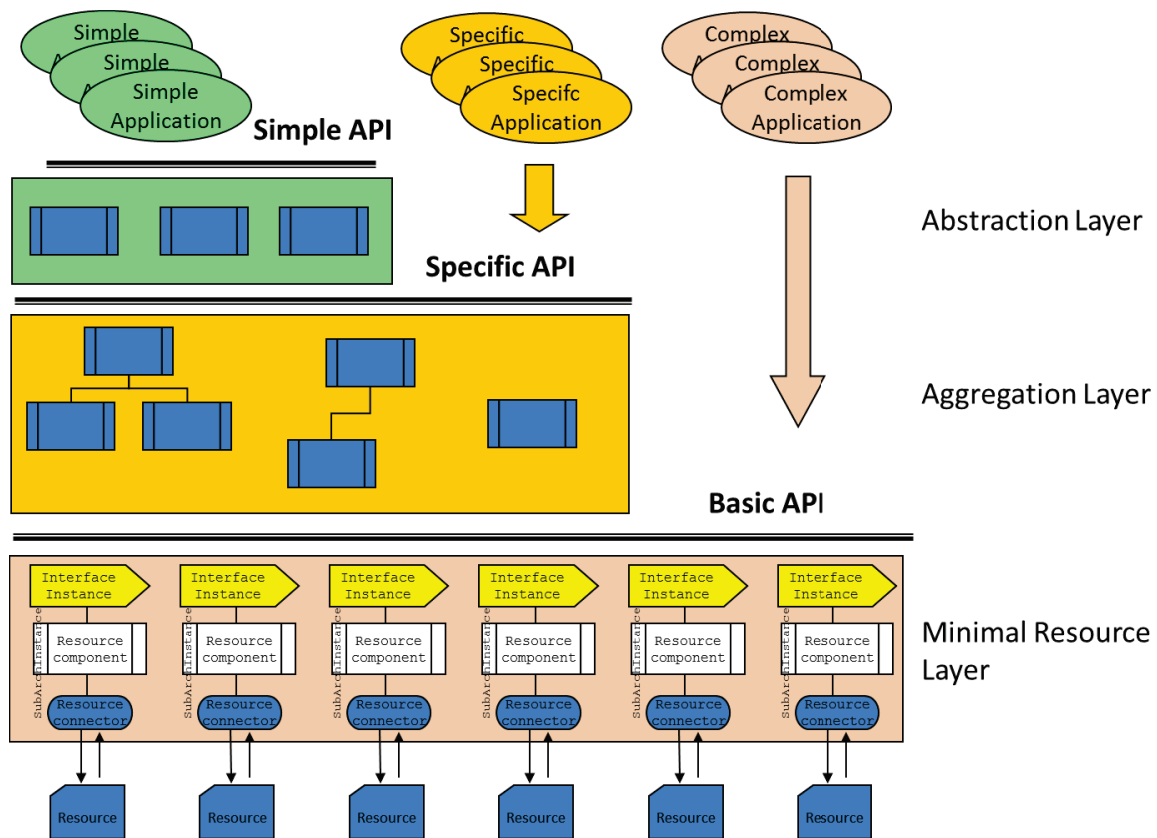 Simple
A
Simple
A
Simple
Application
Specific
A
Specific
A
Specifc
Application
Complex
A
Complex
A
Complex
Application
Simple API
Abstraction Layer
Specific API
Aggregation Layer
Basic API
Interface
Instance
Interface
Instance
Interface
Instance
Interface
Instance
Interface
Instance
Interface
Instance
SubArchInstance
SubArchInstance
SubArchInstance
SubArchInstance
SubArchInstance
SubArchInstance
Resource
component
Resource
component
Resource
component
Resource
component
Resource
component
Resource
component
Minimal Resource
Layer
Resource
connector
Resource
connector
Resource
connector
Resource
connector
Resource
connector
Resource
connector
Resource
Resource
Resource
Resource
Resource
Resource